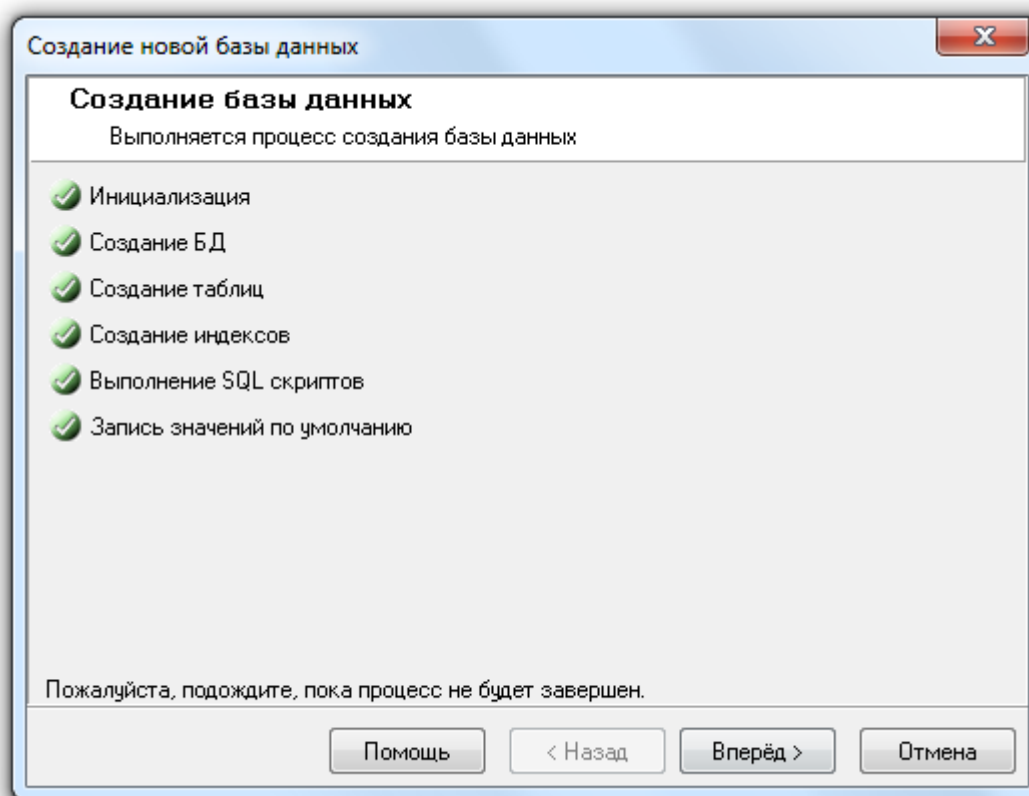 Создание новой базы данных
Создание базы данных
Выполняется процесс создания базы данных
Инициализация
Создание БД
Создание таблиц
Создание индексов
Выполнение SQL скриптов
Запись значений по умолчанию
Пожалуйста, подождите, пока процесс не будет завершен.
Помощь
< Назад
Вперёд >
Отмена